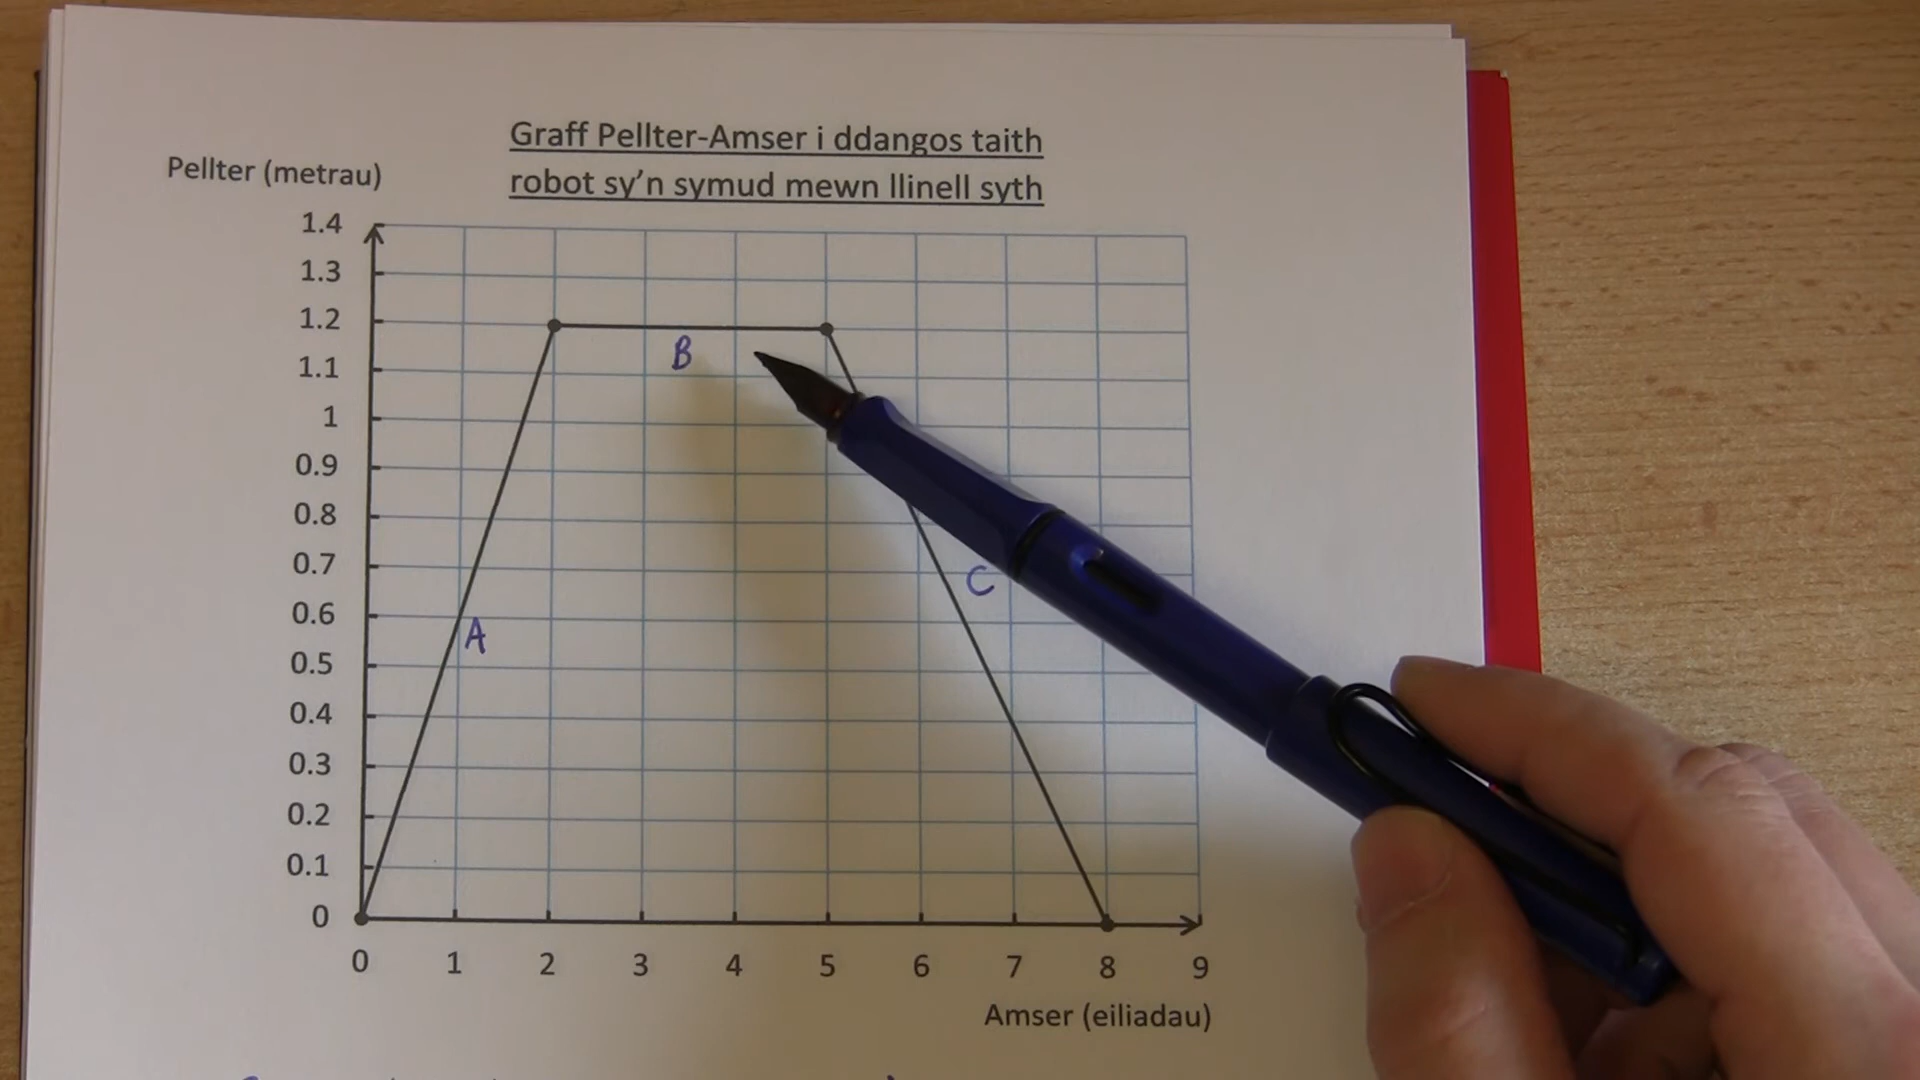 Graff Pellter-Amser i ddangos taith
robot sy'n symud mewn llinell syth
Pellter (metrau)
1.4
1.3
1.2
1.1
1
0.9
0.8
0.7
0.6
0.5
0.4
0.3
0.2
0.1
0
B
C
A
0 1 2 3 4 5 6 7 8 9
Amser (eiliadau)